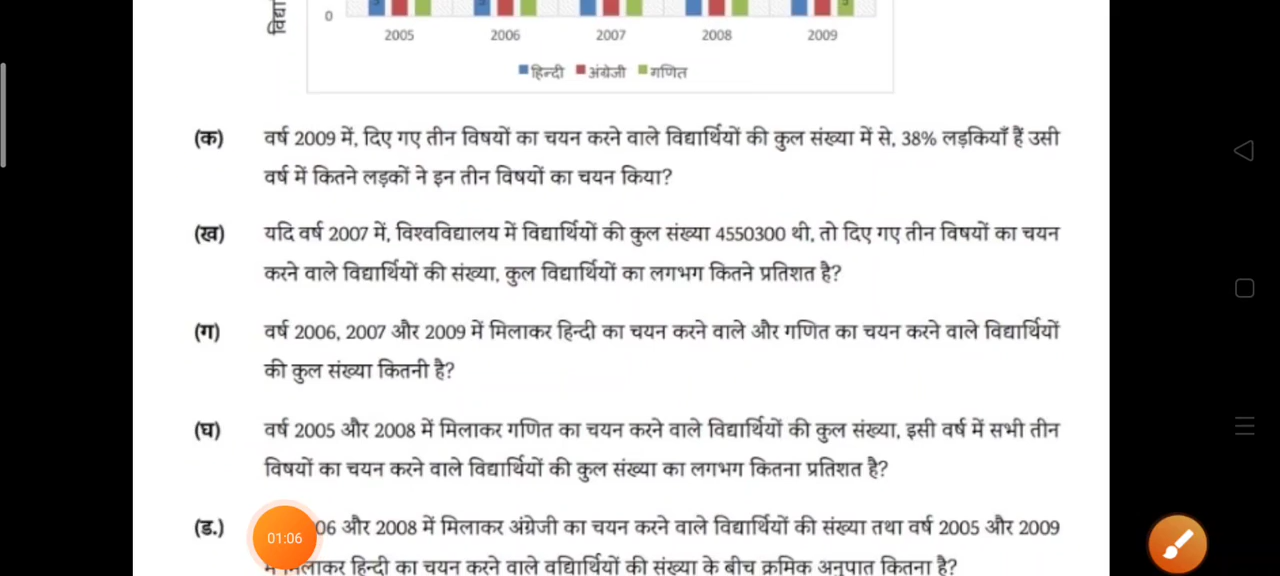 विद्या
0
2005 2006 2007 2008 2009
हिन्दी अंग्रेजी गणित
(क) वर्ष 2009 में, दिए गए तीन विषयों का चयन करने वाले विद्यार्थियों की कुल संख्या में से, 38% लड़कियाँ हैं उसी
वर्ष में कितने लड़कों ने इन तीन विषयों का चयन किया?
(ख) यदि वर्ष 2007 में, विश्वविद्यालय में विद्यार्थियों की कुल संख्या 4550300 थी, तो दिए गए तीन विषयों का चयन
करने वाले विद्यार्थियों की संख्या, कुल विद्यार्थियों का लगभग कितने प्रतिशत है?
(ग) वर्ष 2006, 2007 और 2009 में मिलाकर हिन्दी का चयन करने वाले और गणित का चयन करने वाले विद्यार्थियों
की कुल संख्या कितनी है?
(घ) वर्ष 2005 और 2008 में मिलाकर गणित का चयन करने वाले विद्यार्थियों की कुल संख्या, इसी वर्ष में सभी तीन
विषयों का चयन करने वाले विद्यार्थियों की कुल संख्या का लगभग कितना प्रतिशत है?
(ड.) 06 और 2008 में मिलाकर अंग्रेजी का चयन करने वाले विद्यार्थियों की संख्या तथा वर्ष 2005 और 2009
01:06
लाकर हिन्दी का चयन करने वाले वद्यिार्थियों की संख्या के बीच क्रमिक अनुपात कितना है?